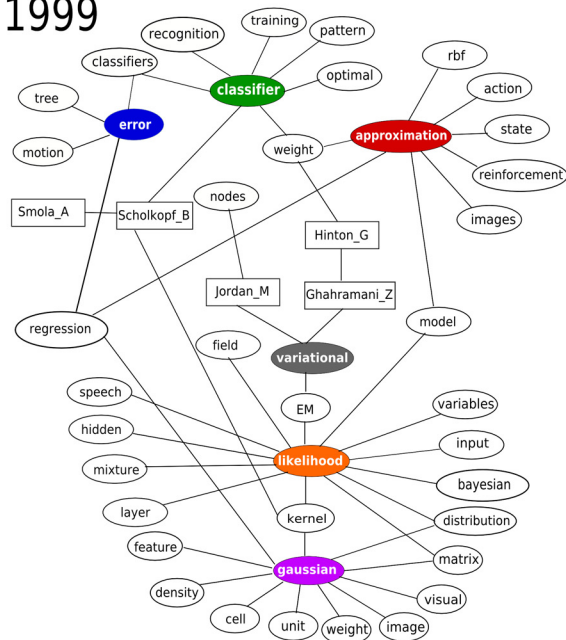 1999
training
recognition
pattern
rbf
classifiers
optimal
classifier
action
tree
error
state
approximation
motion
weight
reinforcement
nodes
Smola_A
Scholkopf_B
images
Hinton_G
Jordan_M
Ghahramani_Z
regression
model
field
variational
speech
EM
variables
hidden
input
likelihood
mixture
bayesian
layer
kernel
distribution
feature
matrix
gaussian
density
visual
cell
unit
weight
image